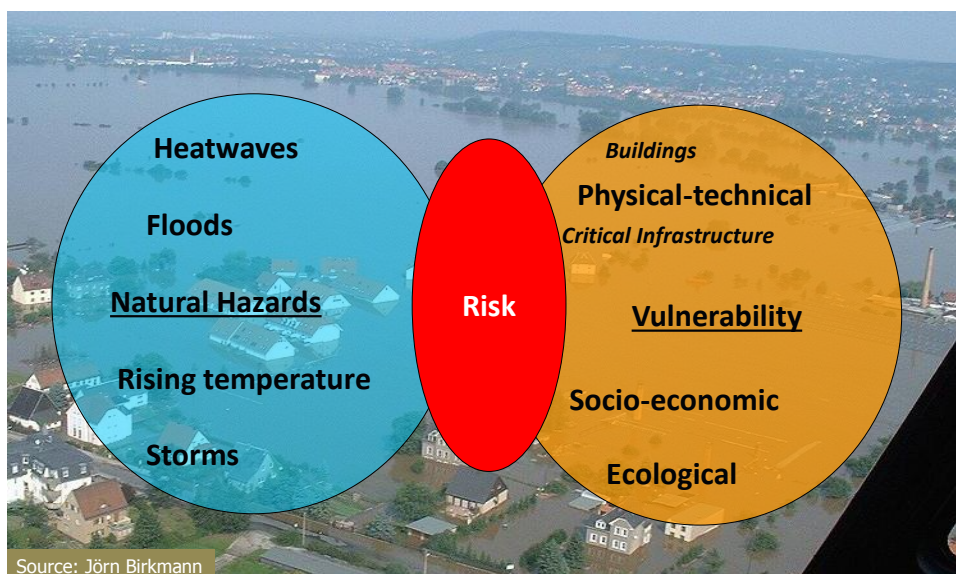 Heatwaves
Floods
Natural Hazards
Rising temperature
Storms
Risk
Buildings
Physical-technical
Critical Infrastructure
Vulnerability
Socio-economic
Ecological
Source: Jörn Birkmann